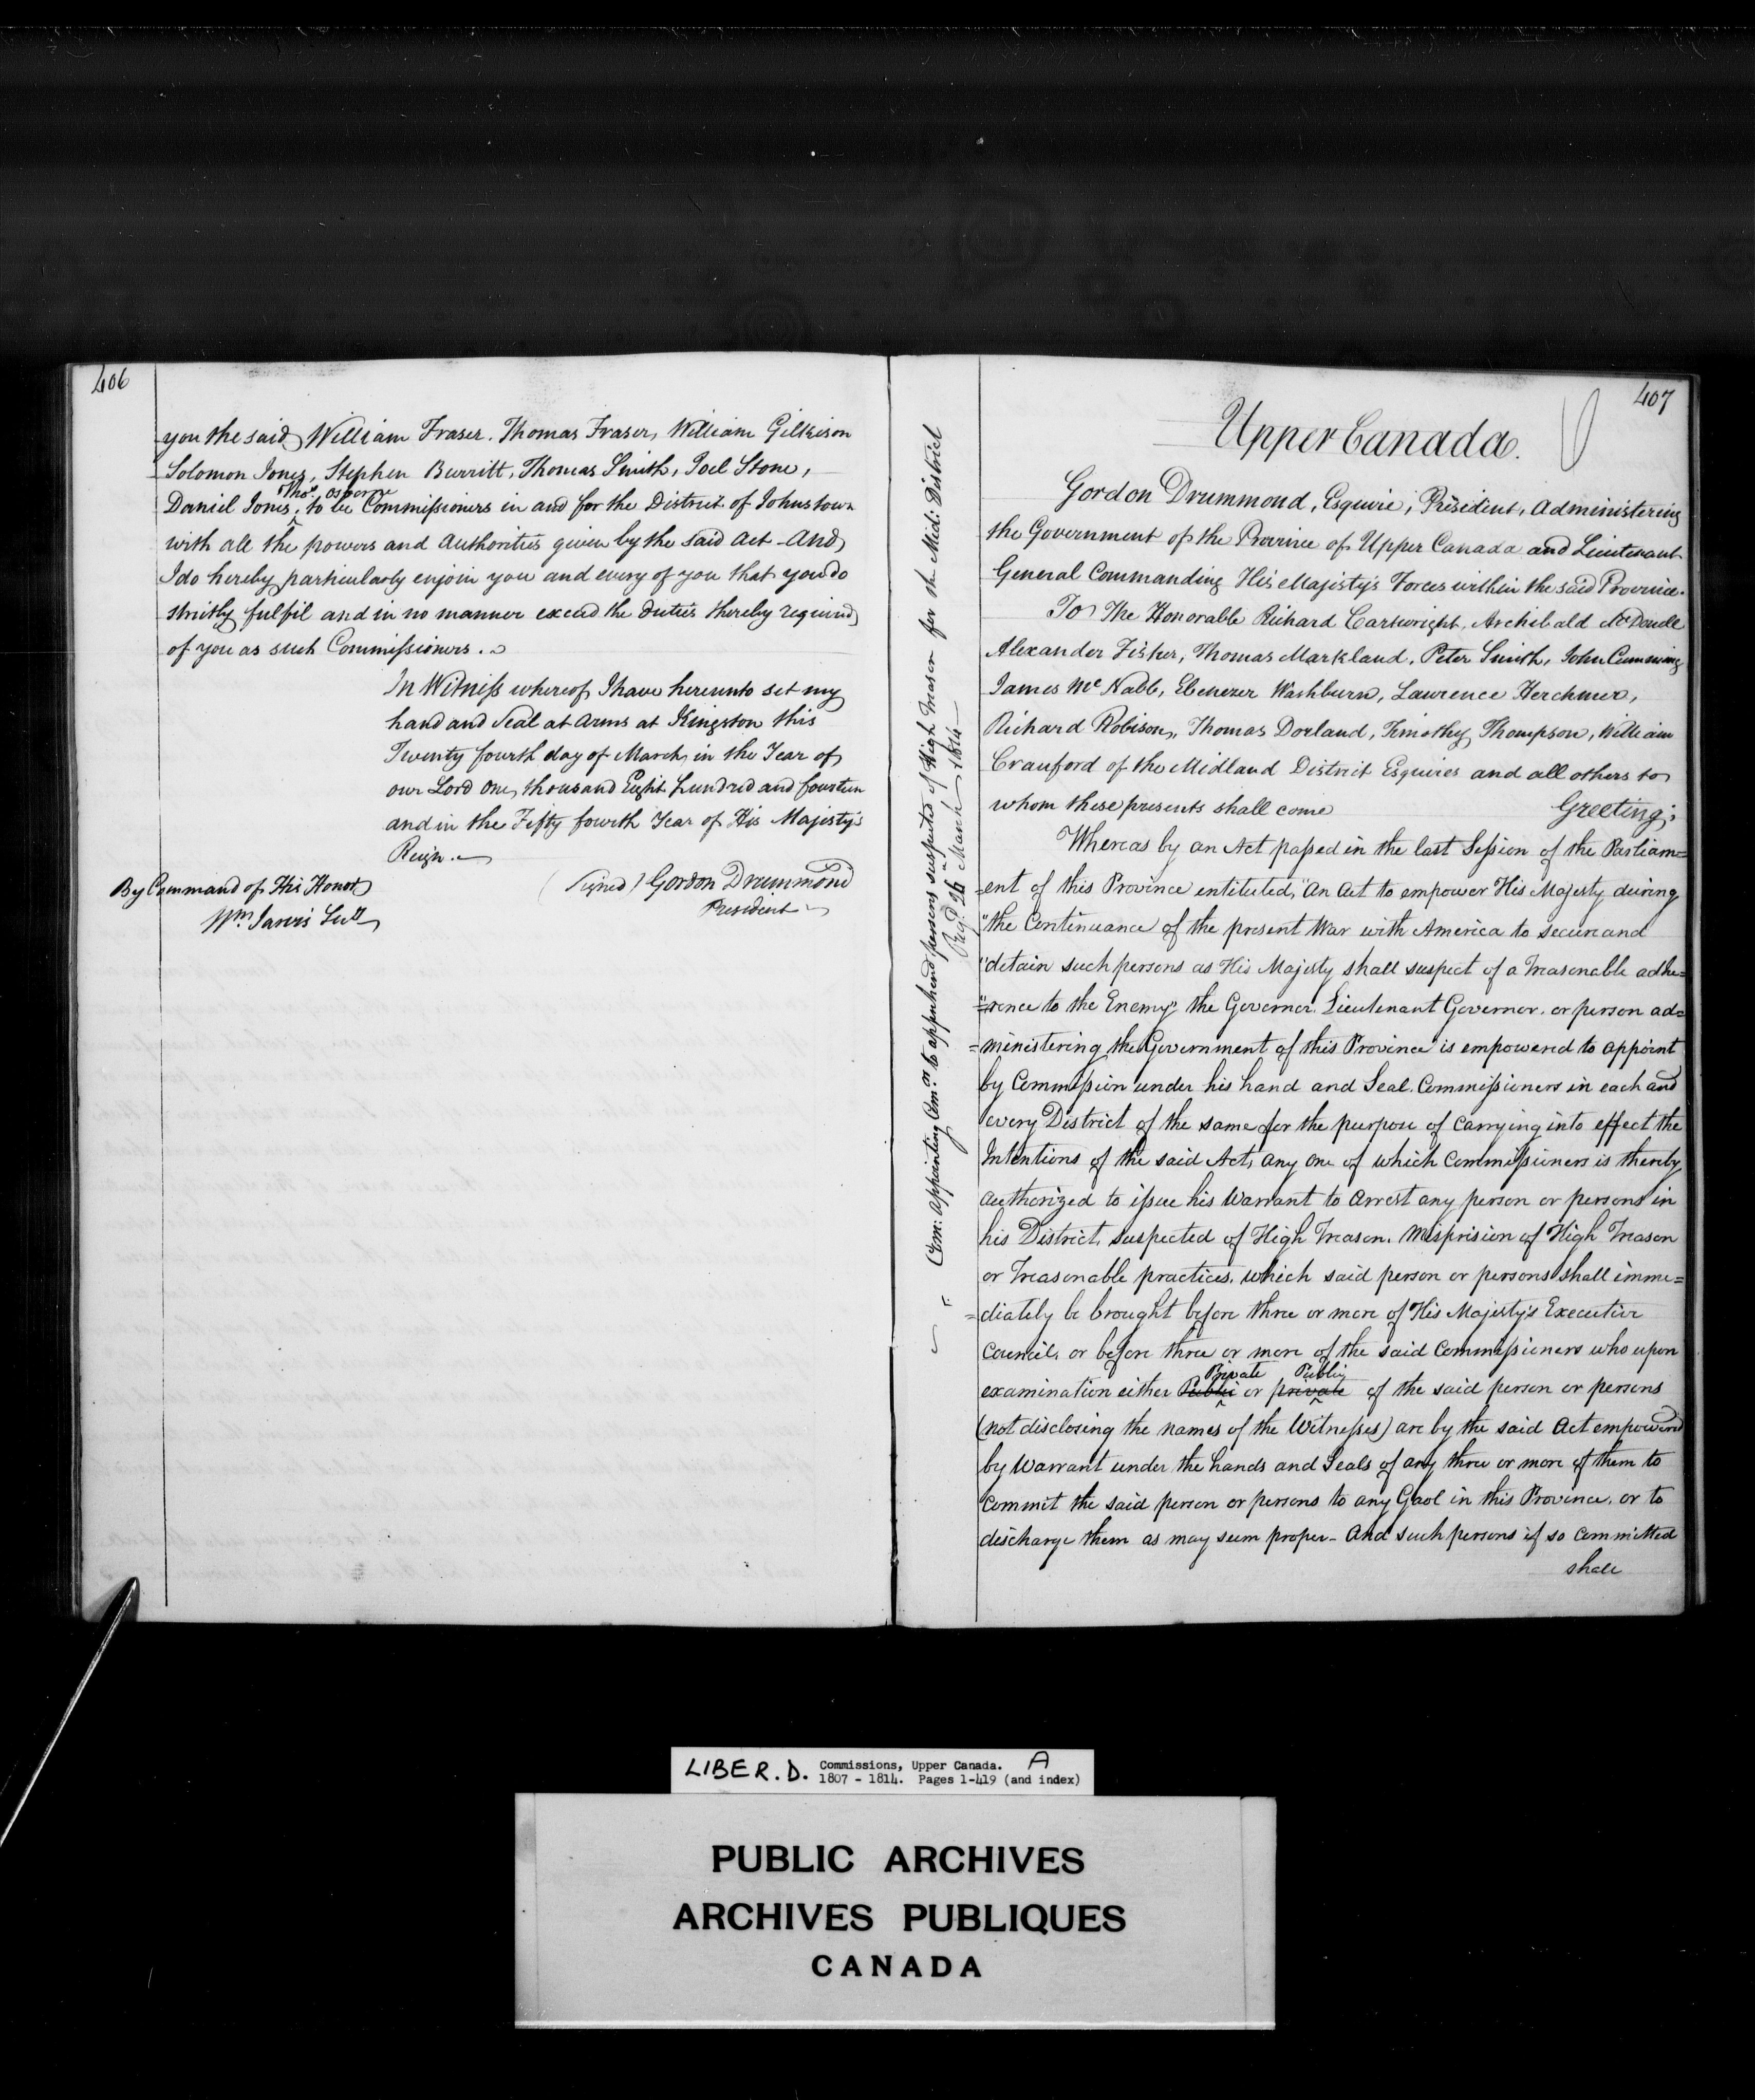 406
you the said William Fraser, Thomas Fraser, William Gilkison
Solomon Jones, Stephen Burritt, Thomas Smith, Joel Stone,
Thos. Osborne
Daniel Jones, to be Commissioners in and for the District of Johnstown
with all the powers and Authorities given by the said Act - And
I do hereby particularly enjoin you and every of you that you do
strictly fulfil and in no manner exceed the duties thereby required
of you as such Commissioners.
In Witness whereof I have hereunto set my
hand and Seal at Arms at Kingston this
Twenty fourth day of March in the Year of
our Lord One thousand Eight Hundred and fourteen
and in the Fifty fourth Year of His Majesty's
Reign.
(Signed) Gordon Drummond
President
By Command of His Honor
Wm. Jarvis Secy
Com: Appointing Comrs. to apprehend persons suspected of High Treason for the Mid: District
March 1814
407
Upper Canada.
Gordon Drummond, Esquire, President, Administering
the Government of the Province of Upper Canada and Lieutenant
General Commanding His Majesty's Forces within the said Province.
To The Honorable Richard Cartwright, Archibald McDonell
Alexander Fisher, Thomas Markland, Peter Smith, John Cumming
James McNabb, Ebenezer Washburn, Lawrence Herchmer,
Richard Robison, Thomas Dorland, Timothy Thompson, William
Crauford of the Midland District Esquires and all others to
whom these presents shall come Greeting;
Whereas by an Act passed in the last Session of the Parliam=
=ent of this Province entituled, "An Act to empower His Majesty during
"the Continuance of the present War with America to secure and
"detain such persons as His Majesty shall suspect of a Treasonable adhe=
"=rence to the Enemy", the Governor, Lieutenant Governor, or person ad=
=ministering the Government of this Province is empowered to appoint
by Commission under his hand and Seal, Commissioners in each and
every District of the same for the purpose of carrying into effect the
Intentions of the said Act, any one of which Commissioners is thereby
authorized to issue his Warrant to Arrest any person or persons in
his District, suspected of High Treason, Misprision of High Treason
or Treasonable practices, which said person or persons shall imme=
=diately be brought before three or more of His Majesty's Executive
Council, or before three or more of the said Commissioners who upon
Private Public
examination either Public or private of the said person or persons
(not disclosing the names of the Witnesses) are by the said Act empowered
by Warrant under the hands and Seals of any three or more of them to
commit the said person or persons to any Gaol in this Province, or to
discharge them as may seem proper - And such persons if so committed
shall
LIBER. D. Commissions, Upper Canada. A
1807 - 1814. Pages 1-419 (and index)
PUBLIC ARCHIVES
ARCHIVES PUBLIQUES
CANADA